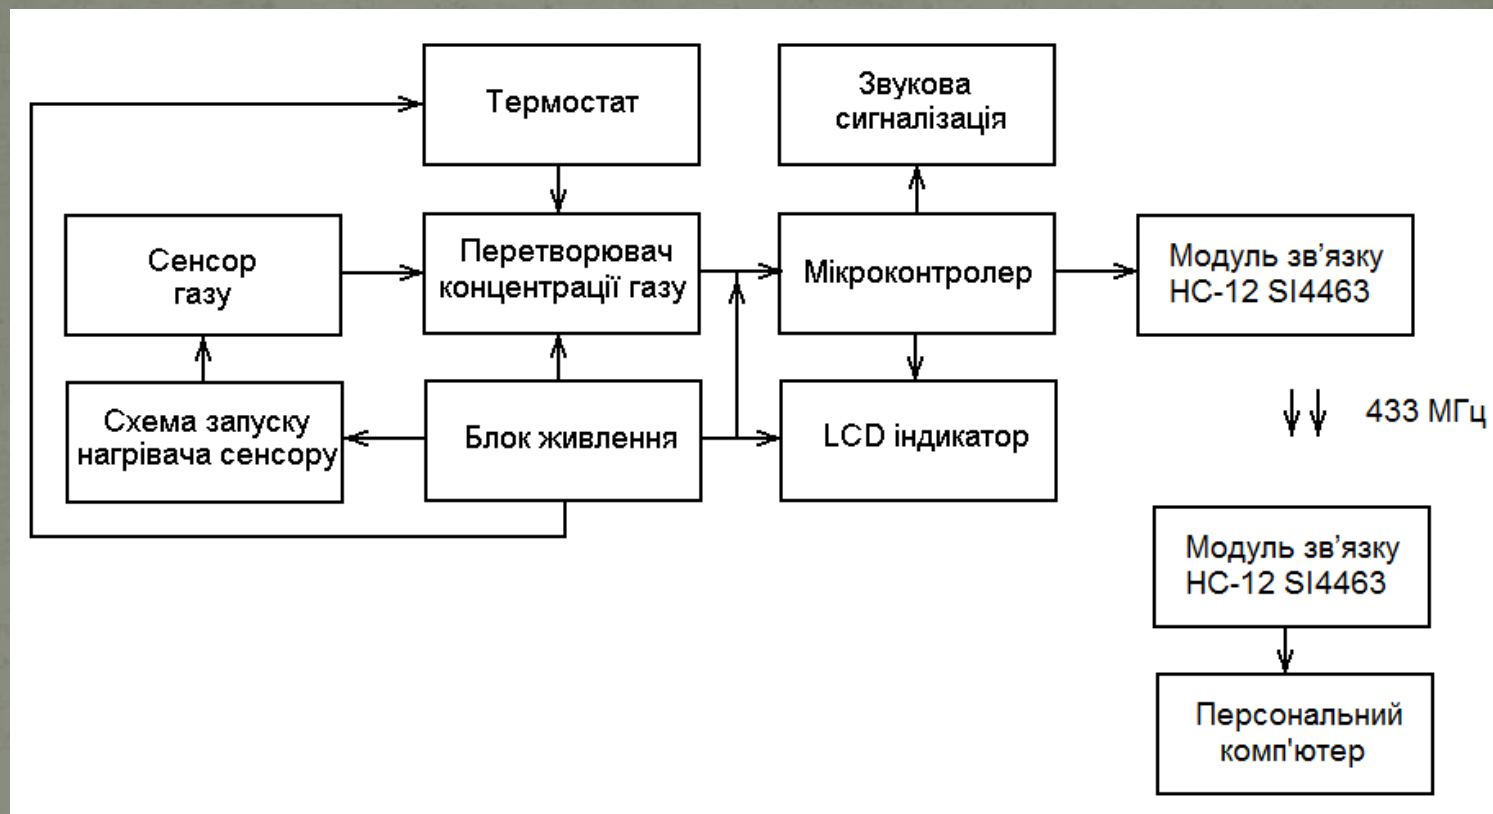 Термостат
Звукова
сигналізація
Сенсор
газу
Перетворювач
концентрації газу
Мікроконтролер
Модуль зв’язку
HC-12 SI4463
Схема запуску
нагрівача сенсору
Блок живлення
LCD індикатор
433 МГц
Модуль зв’язку
HC-12 SI4463
Персональний
комп'ютер